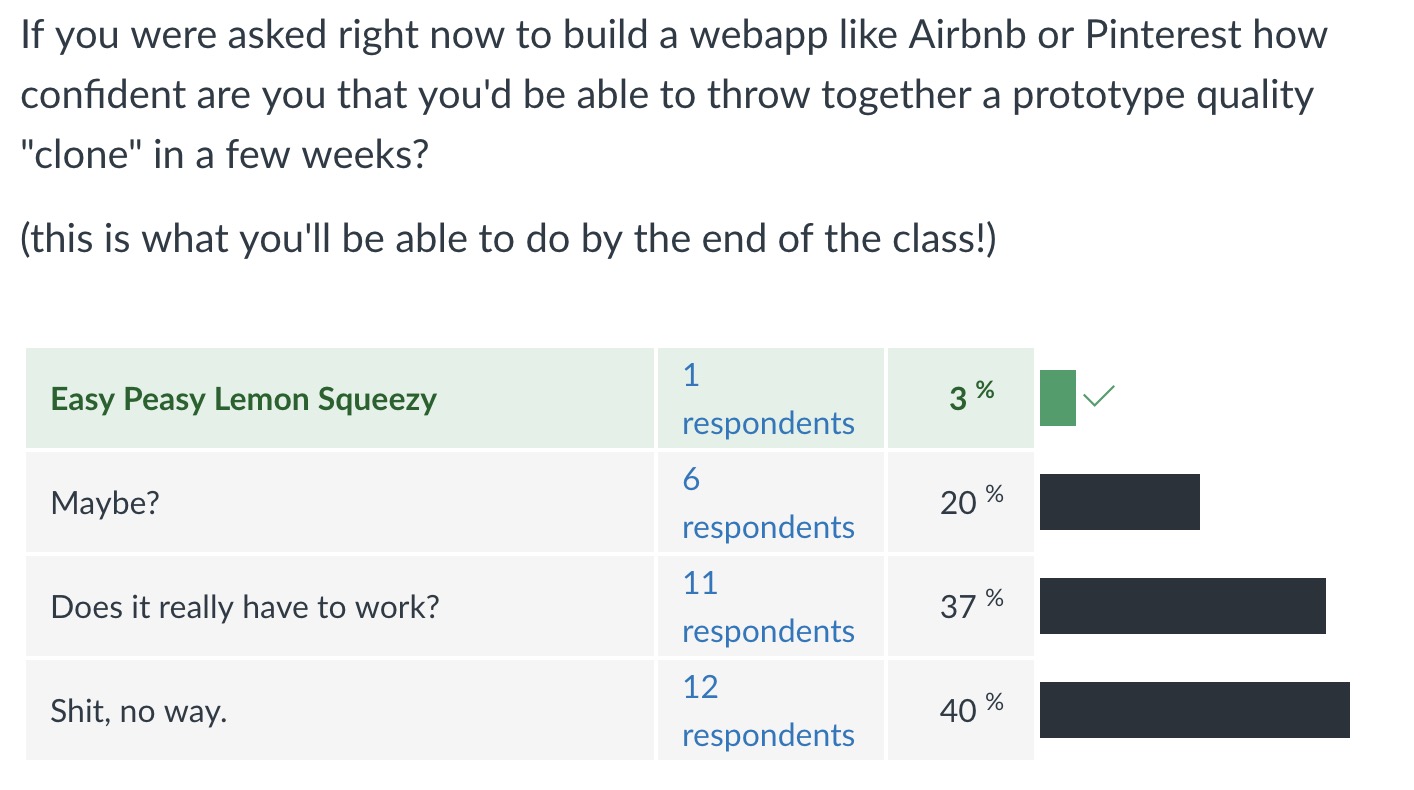 If you were asked right now to build a webapp like Airbnb or Pinterest how
confident are you that you'd be able to throw together a prototype quality
"clone" in a few weeks?
(this is what you'll be able to do by the end of the class!)
Easy Peasy Lemon Squeezy
1
respondents
3 %
Maybe?
6
respondents
20 %
Does it really have to work?
11
respondents
37 %
Shit, no way.
12
respondents
40 %